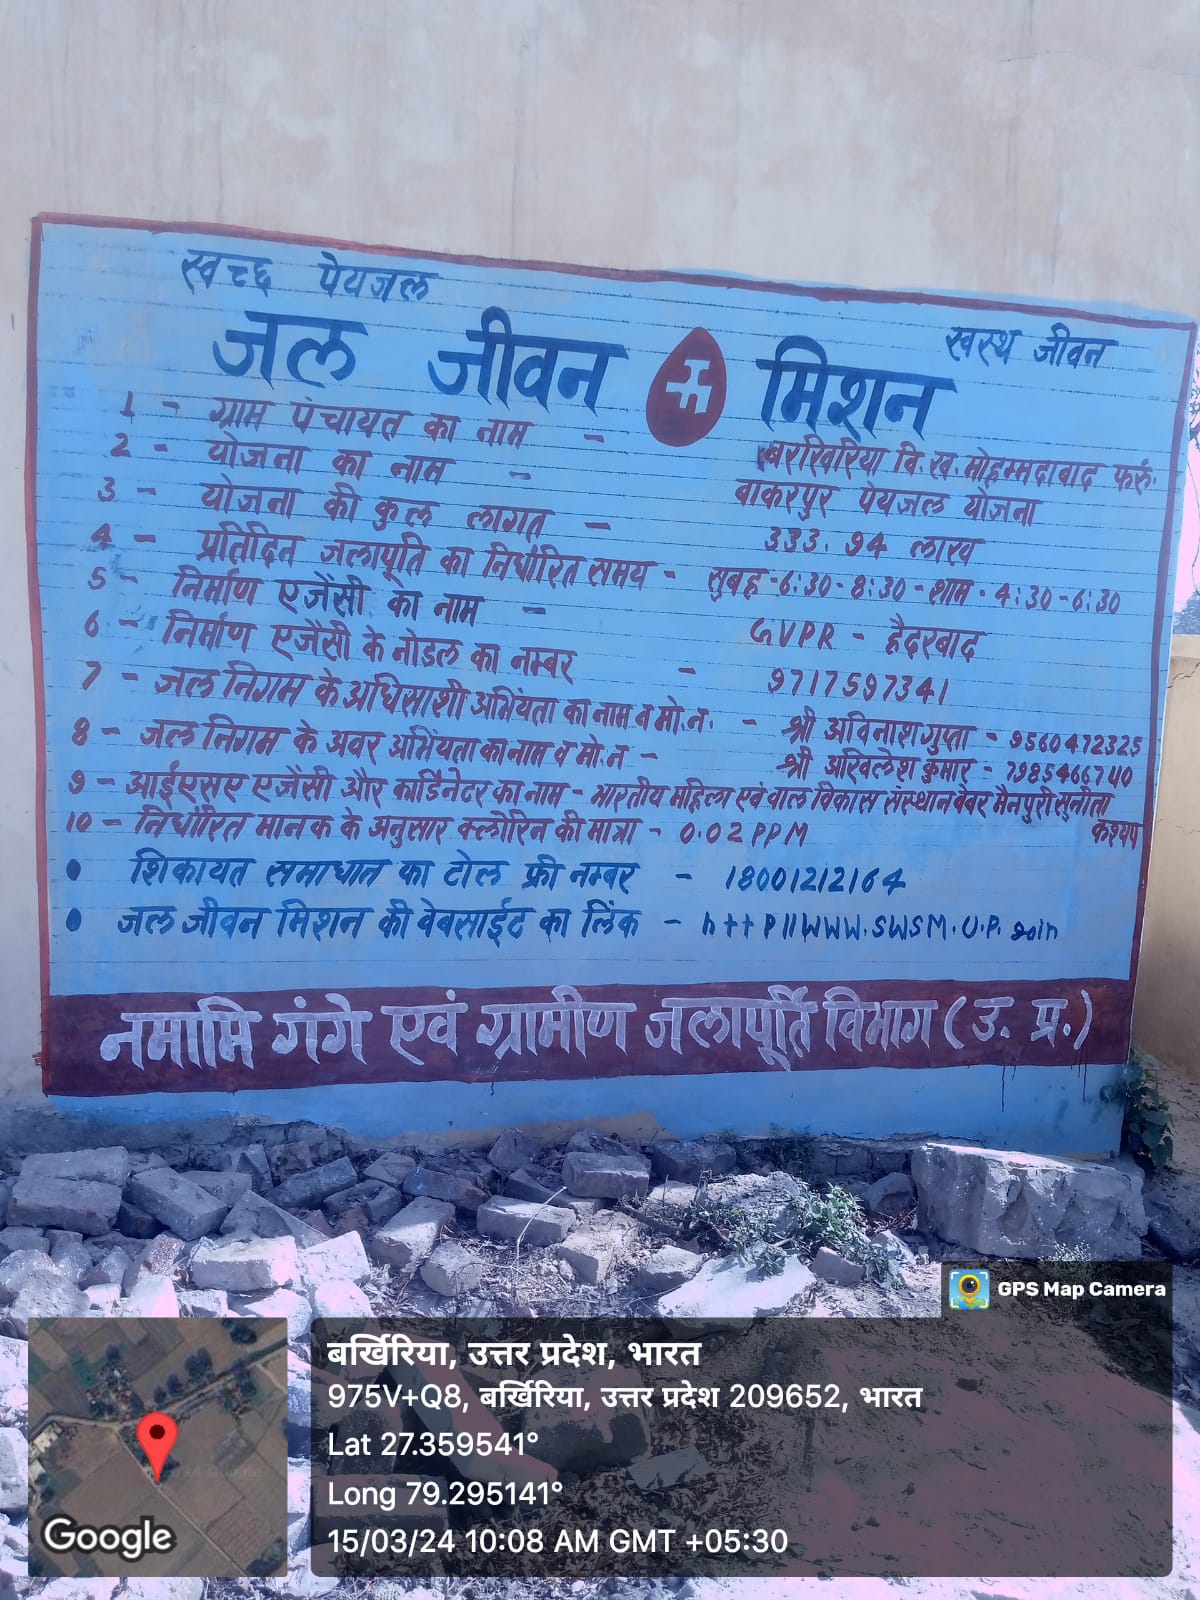 स्वच्छ पेयजल
स्वस्थ जीवन
जल जीवन मिशन
1 - ग्राम पंचायत का नाम - बरखिरिया वि.ख. मोहम्मदाबाद फर्रु.
2 - योजना का नाम - बाकरपुर पेयजल योजना
3 - योजना की कुल लागत - 333.94 लाख
4 - प्रतिदिन जलापूर्ति का निर्धारित समय - सुबह -6:30-8:30 - शाम - 4:30-6:30
5 - निर्माण एजेंसी का नाम - GVPR - हैदरबाद
6 - निर्माण एजेंसी के नोडल का नम्बर - 9717597341
7 - जल निगम के अधिसाशी अभिंयता का नाम व मो.न. - श्री अविनाश गुप्ता - 9560472325
8 - जल निगम के अवर अभिंयता का नाम व मो.न - श्री अखिलेश कुमार - 7985466740
9 - आईएसए एजेंसी और कार्डिनेटर का नाम - भारतीय महिला एवं बाल विकास संस्थान बेवर मैनपुरी सुनीता
कश्यप
10 - निर्धारित मानक के अनुसार क्लोरिन की मात्रा - 0.02 PPM
• शिकायत समाधान का टोल फ्री नम्बर - 18001212164
• जल जीवन मिशन की वेबसाईट का लिंक - http//WWW.SWSM.U.P. goin
नमामि गंगे एवं ग्रामीण जलापूर्ति विभाग (उ. प्र.)
GPS Map Camera
बर्खिरिया, उत्तर प्रदेश, भारत
975V+Q8, बर्खिरिया, उत्तर प्रदेश 209652, भारत
Lat 27.359541°
Long 79.295141°
15/03/24 10:08 AM GMT +05:30
Google